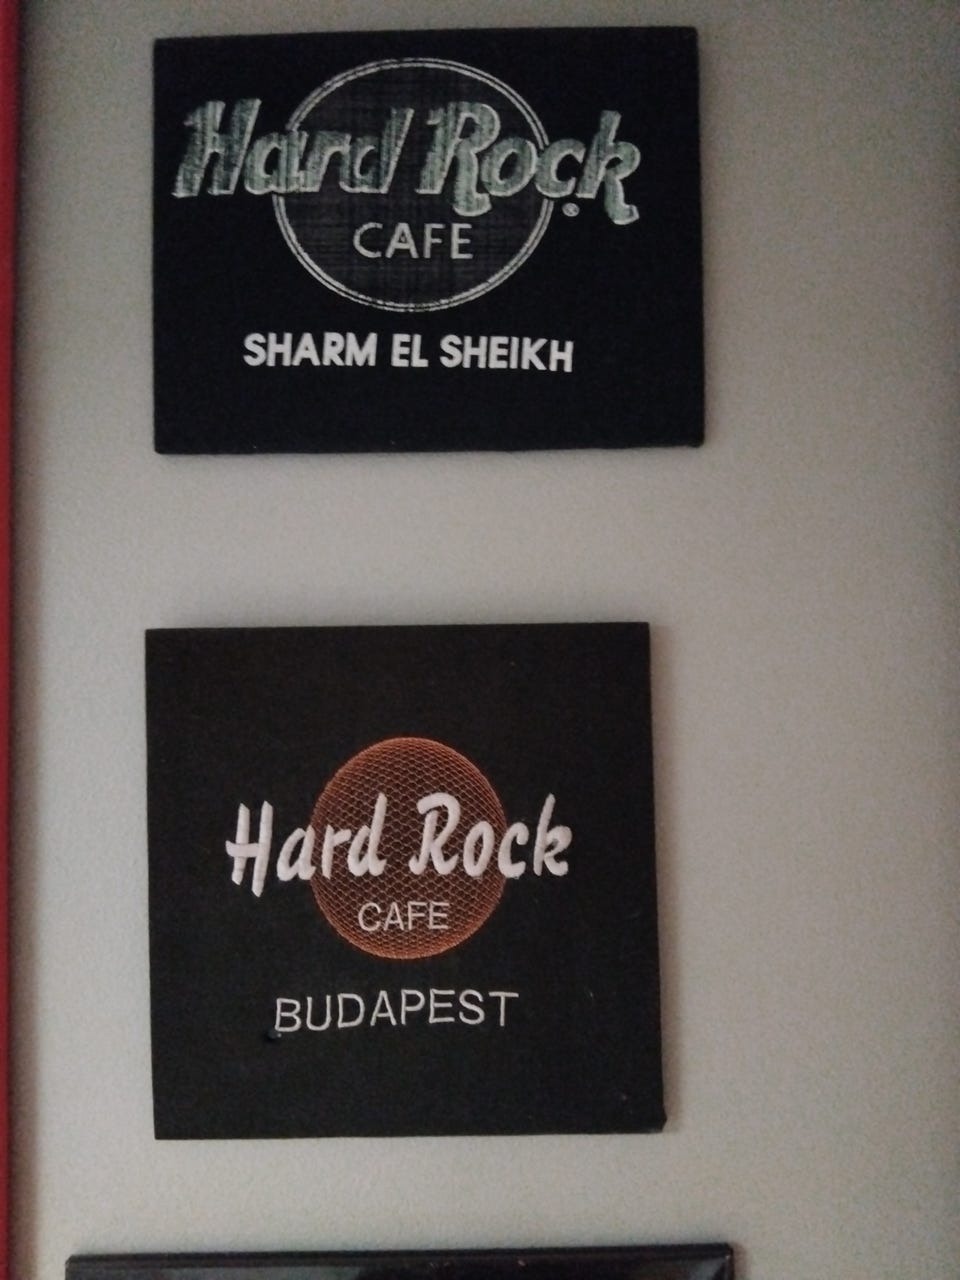 Hard Rock
CAFE
®
SHARM EL SHEIKH
Hard Rock
CAFE
BUDAPEST